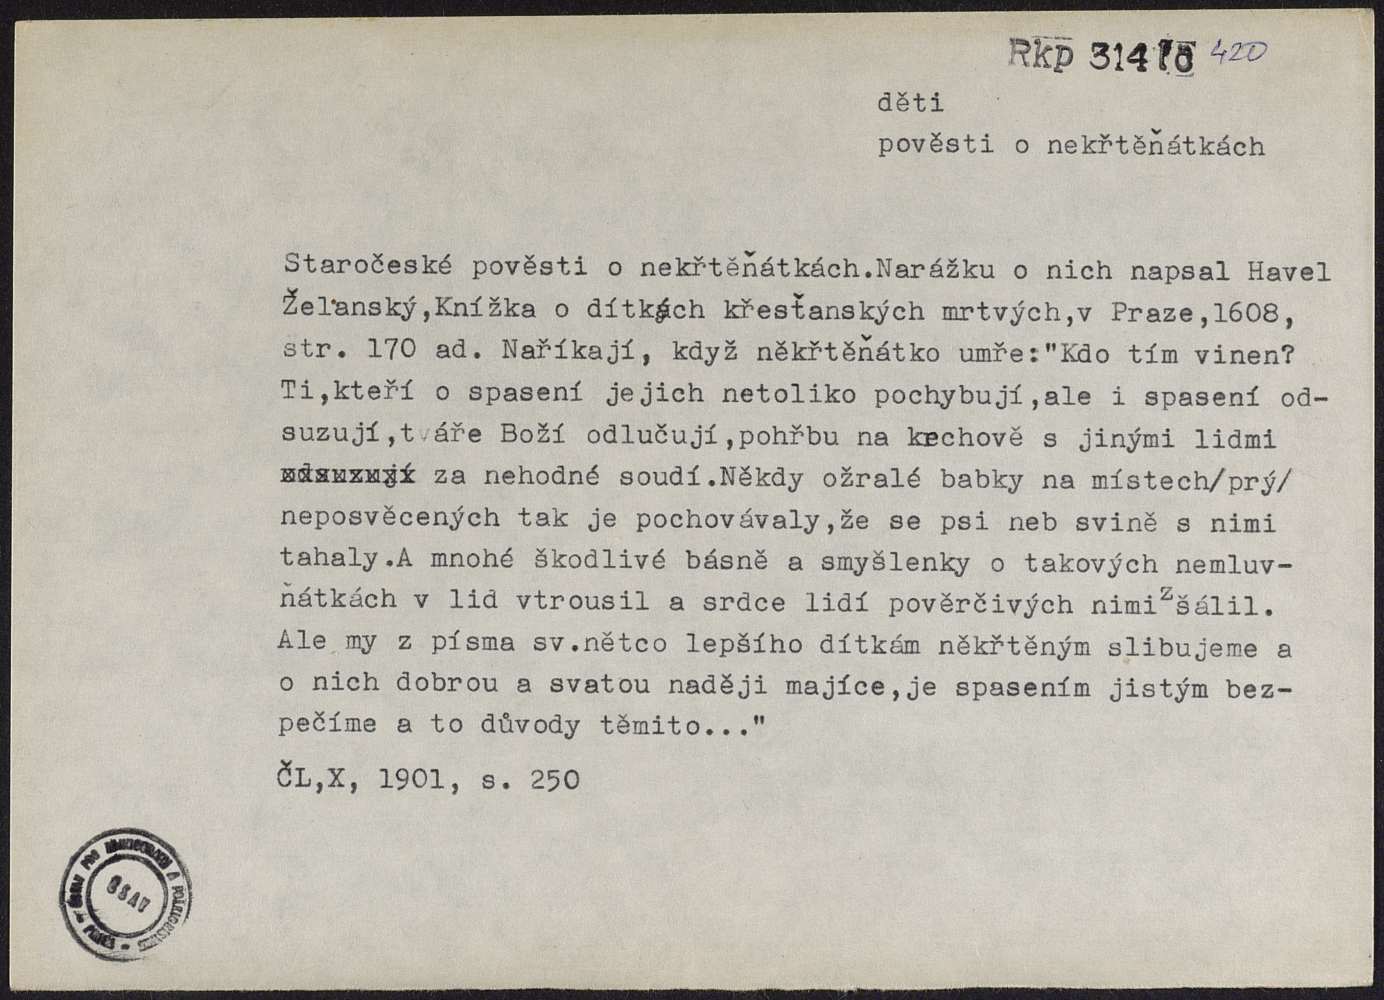 Rkp 420
děti
pověsti o nekřtěňátkách
Staročeské pověsti o nekřtěňátkách.Narážku o nich napsal Havel
Želanský,Knížka o dítkách křesťanských mrtvých,v Praze,1608,
str. 170 ad. Naříkají, když někřtěňátko umře:"Kdo tím vinen?
Ti,kteří o spasení jejich netoliko pochybují,ale i spasení od-
suzují,tváře Boží odlučují,pohřbu na krchově s jinými lidmi
za nehodné soudí.Někdy ožralé babky na místech/prý/
neposvěcených tak je pochovávaly,že se psi neb svině s nimi
tahaly.A mnohé škodlivé básně a smyšlenky o takových nemluv-
ňátkách v lid vtrousil a srdce lidí pověrčivých nimi zšálil.
Ale my z písma sv.nětco lepšího dítkám někřtěným slibujeme a
o nich dobrou a svatou naději majíce,je spasením jistým bez-
pečíme a to důvody těmito..."
ČL,X, 1901, s. 250
ČSAV